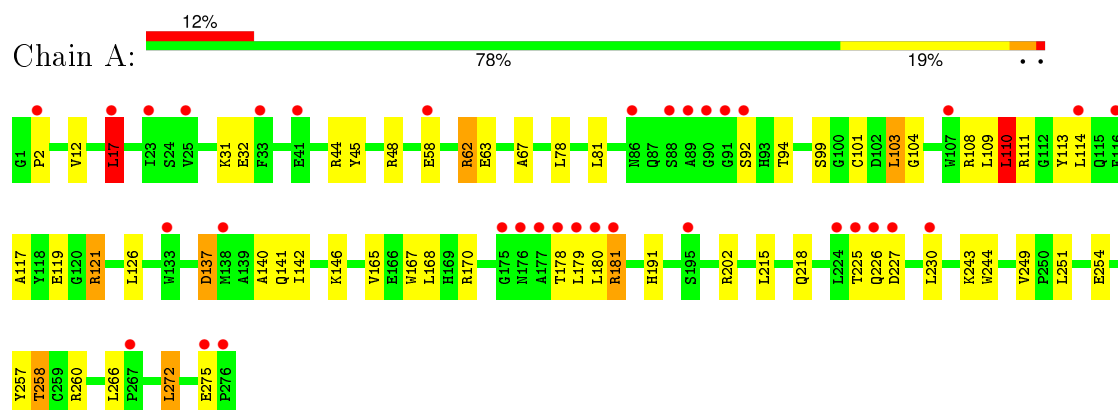 12%
Chain A:
78% 19% • •
G1 P2 V12 L17 I23 S24 V25 K31 E32 F33 E41 R44 Y45 R48 E58 R62 E63 A67 L78 L81 N86 Q87 S88 A89 G90 G91 S92 H93 T94 S99 G100 C101 D102 L103 G104 W107 R108 L109 L110 R111 G112 Y113 L114 Q115
A117 Y118 E119 G120 R121 L126 W133 D137 M138 A139 A140 Q141 I142 K146 V165 E166 W167 L168 H169 R170 G175 N176 A177 T178 L179 L180 R181 H191 S195 R202 L215 Q218 L224 T225 Q226 D227 L230 K243 W244 V249 P250 L251 E254
Y257 T258 C259 R260 L266 P267 L272 E275 P276